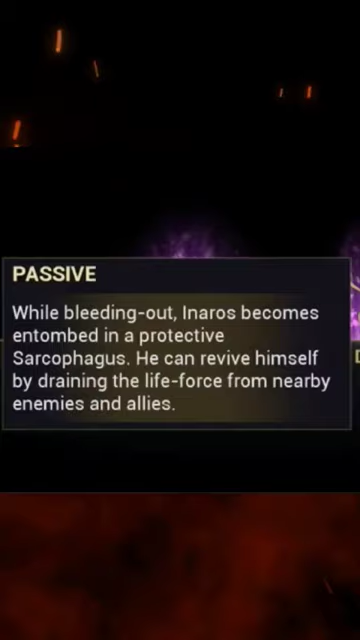 PASSIVE
While bleeding-out, Inaros becomes
entombed in a protective
Sarcophagus. He can revive himself
by draining the life-force from nearby
enemies and allies.